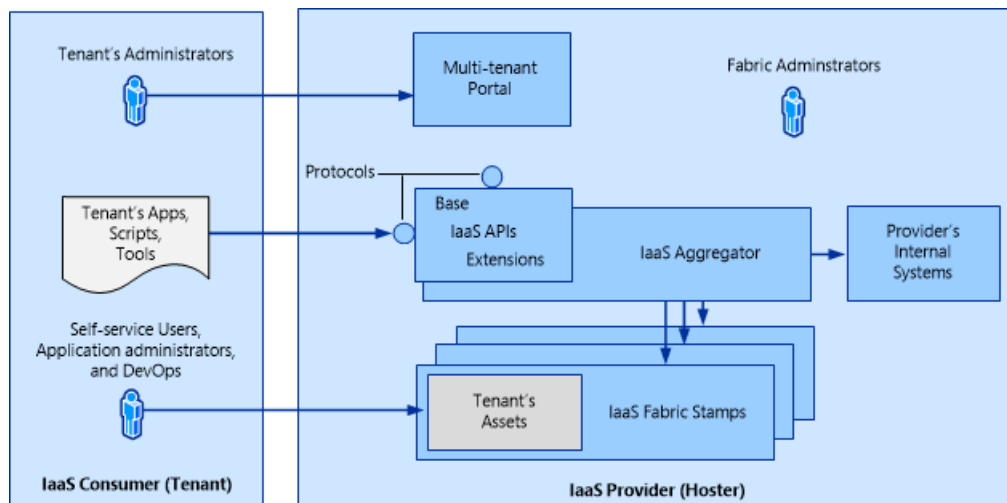 Tenant's Administrators
Multi-tenant
Portal
Fabric Adminstrators
Protocols
Tenant's Apps,
Scripts,
Tools
Base
IaaS APIs
Extensions
IaaS Aggregator
Provider's
Internal
Systems
Self-service Users,
Application administrators,
and DevOps
Tenant's
Assets
IaaS Fabric Stamps
IaaS Consumer (Tenant)
IaaS Provider (Hoster)